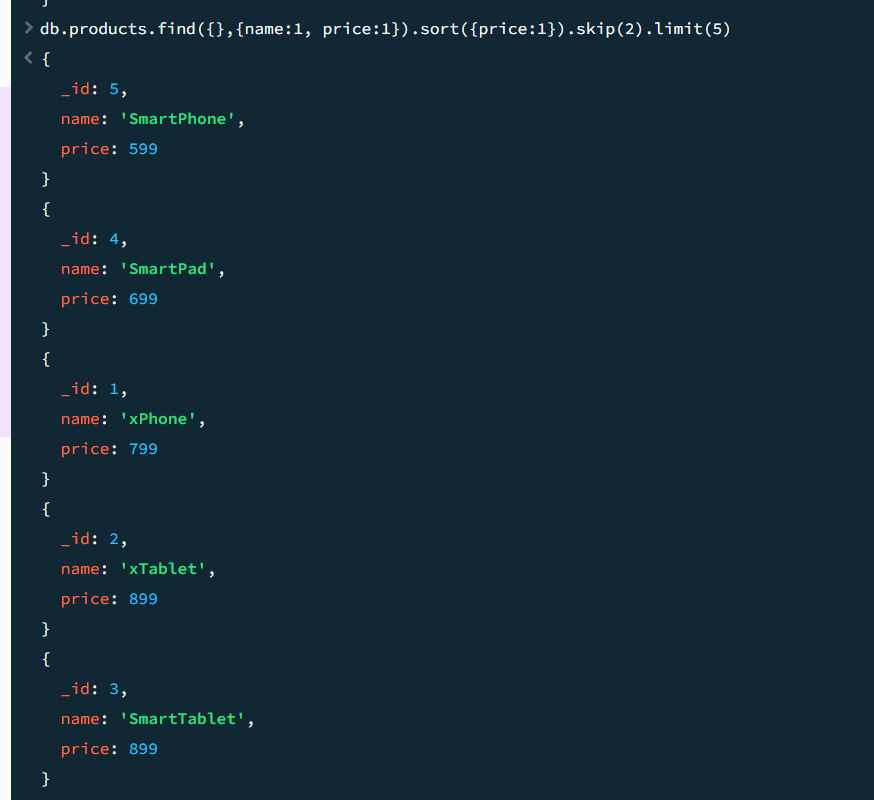 }
> db.products.find({},{name:1, price:1}).sort({price:1}).skip(2).limit(5)
< {
_id: 5,
name: 'SmartPhone',
price: 599
}
{
_id: 4,
name: 'SmartPad',
price: 699
}
{
_id: 1,
name: 'xPhone',
price: 799
}
{
_id: 2,
name: 'xTablet',
price: 899
}
{
_id: 3,
name: 'SmartTablet',
price: 899
}